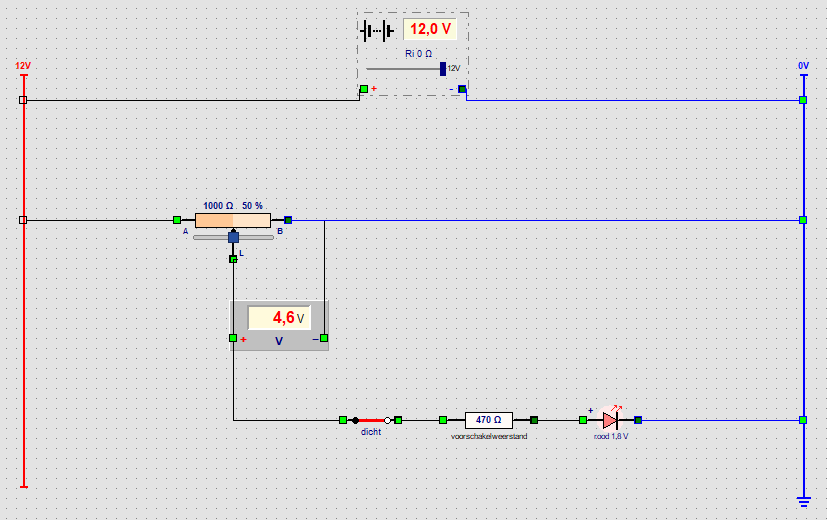 12,0 V
Ri 0 Ω
12V
+
-
12V
0V
1000 Ω 50 %
A
B
L
4,6 V
+
V
–
dicht
470 Ω
voorschakelweerstand
+
rood 1,8 V